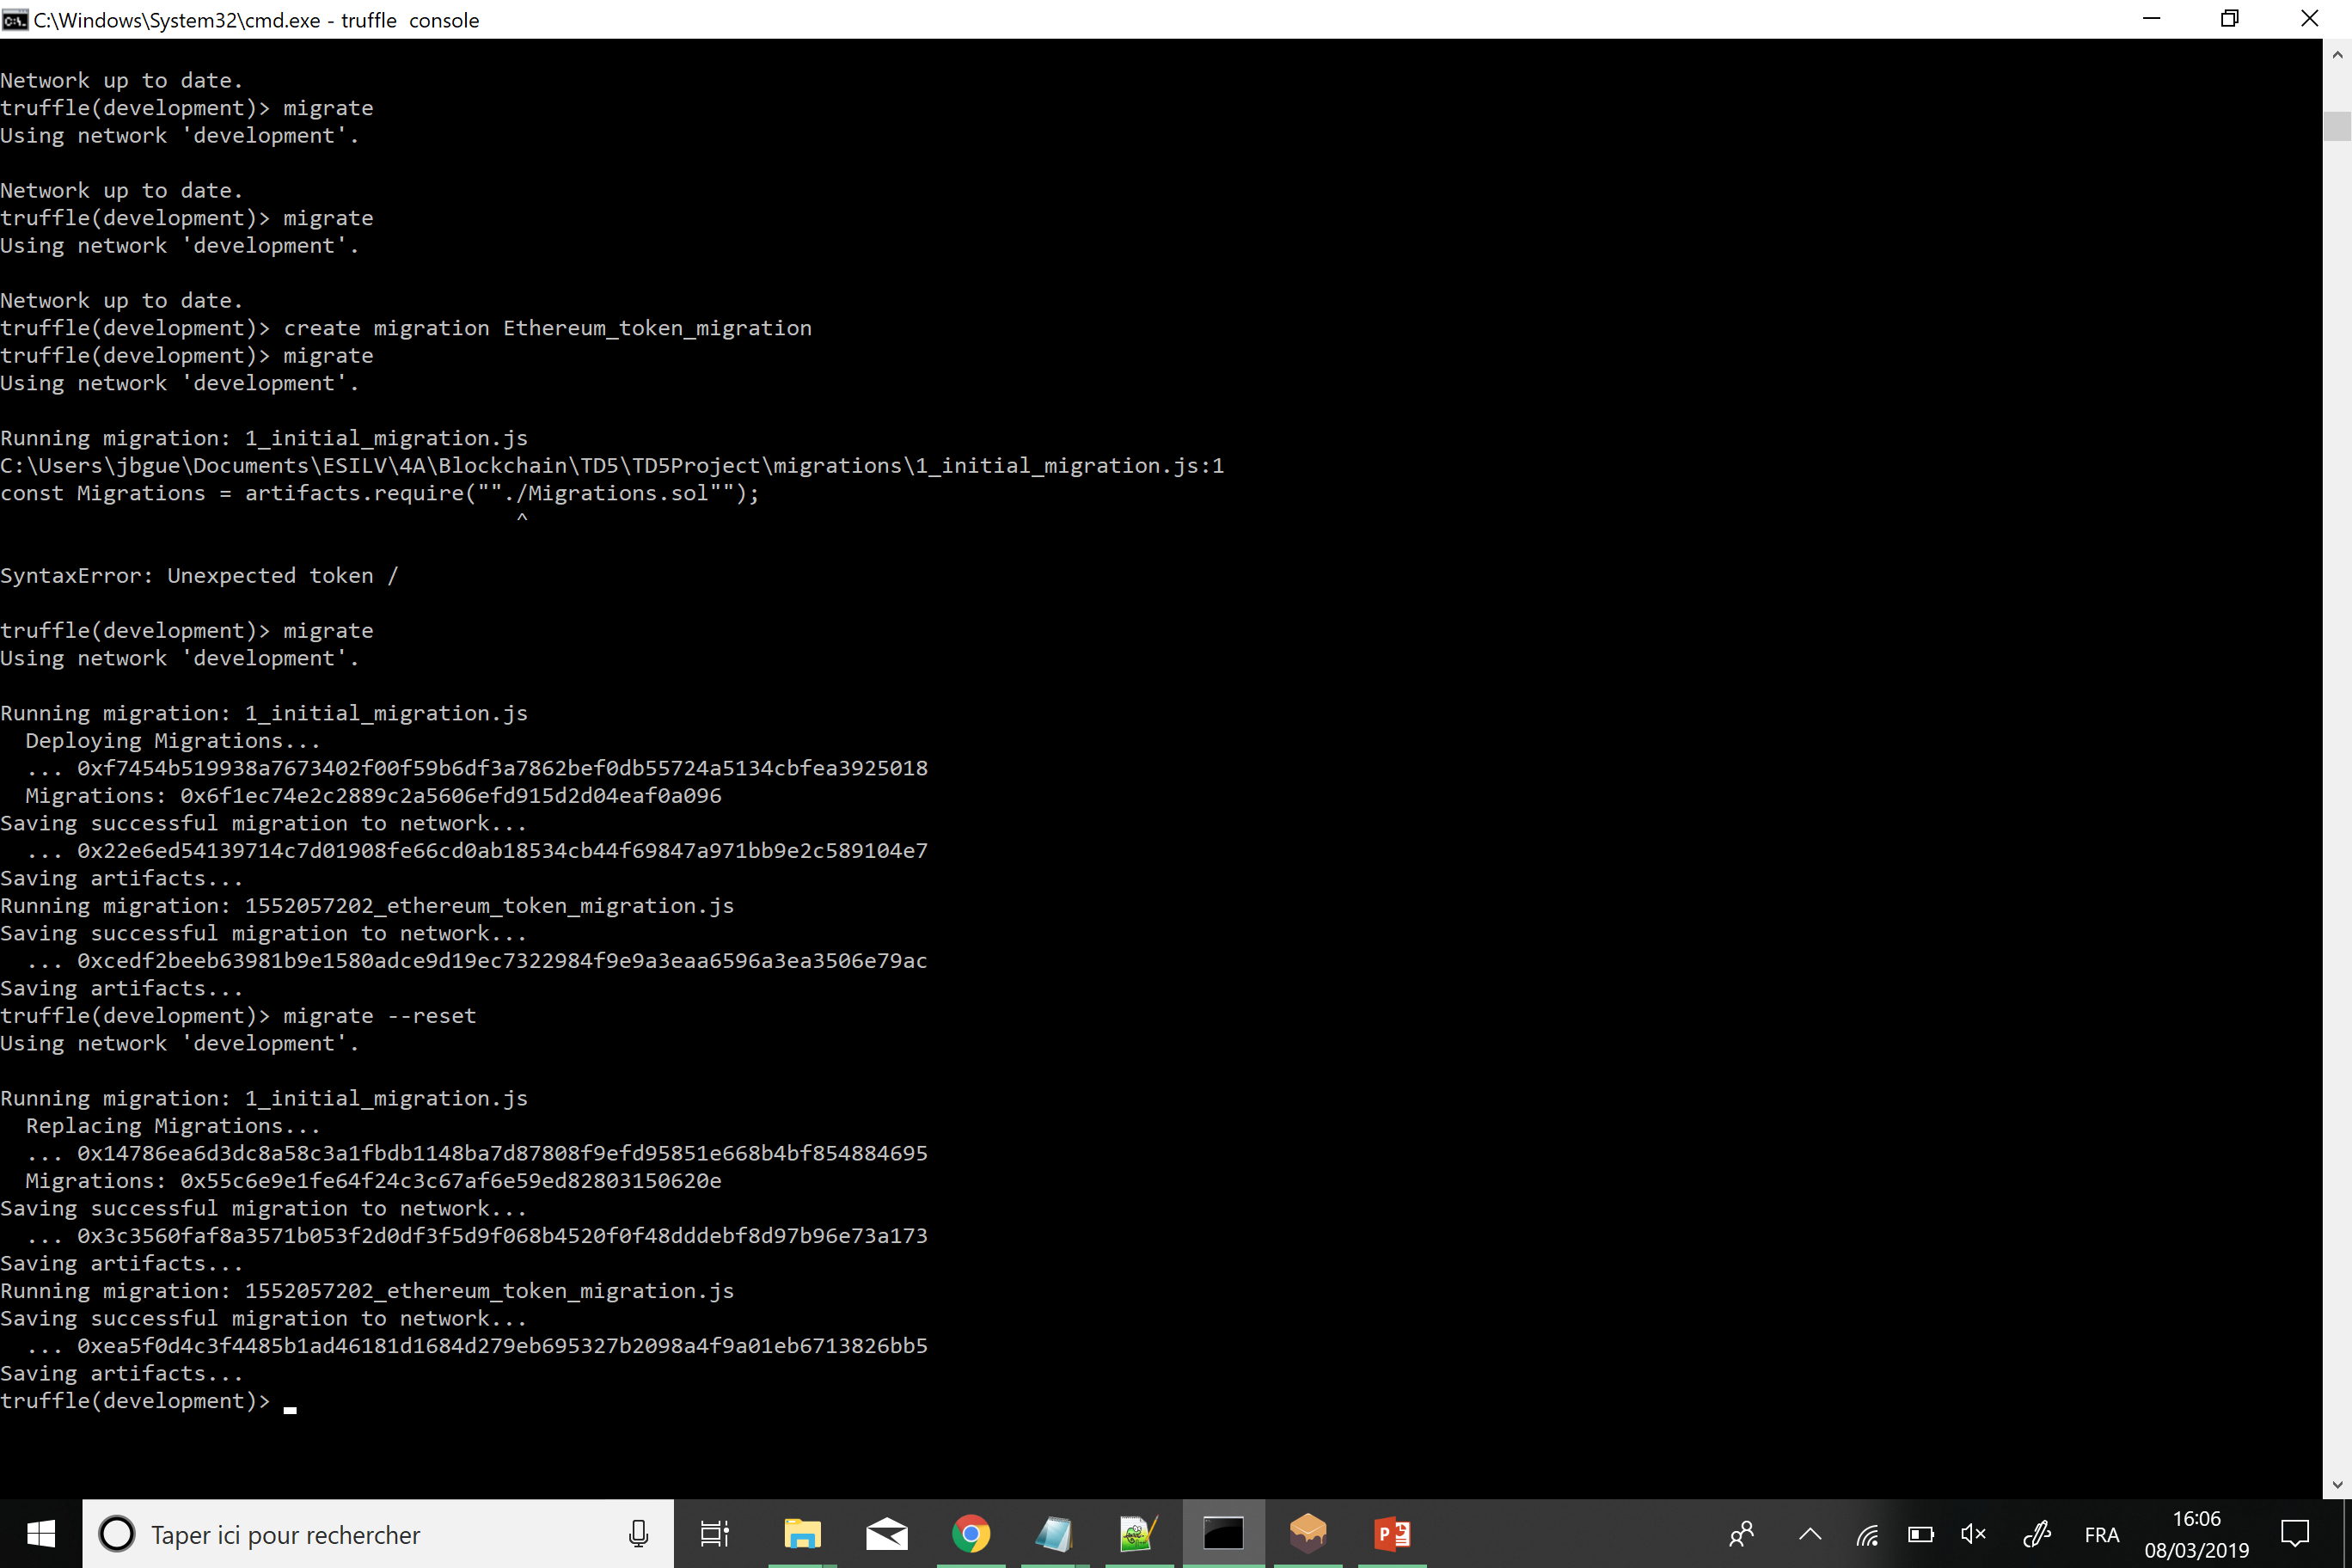 C:\Windows\System32\cmd.exe - truffle  console
Network up to date.
truffle(development)> migrate
Using network 'development'.
Network up to date.
truffle(development)> migrate
Using network 'development'.
Network up to date.
truffle(development)> create migration Ethereum_token_migration
truffle(development)> migrate
Using network 'development'.
Running migration: 1_initial_migration.js
C:\Users\jbgue\Documents\ESILV\4A\Blockchain\TD5\TD5Project\migrations\1_initial_migration.js:1
const Migrations = artifacts.require(""./Migrations.sol"");
^
SyntaxError: Unexpected token /
truffle(development)> migrate
Using network 'development'.
Running migration: 1_initial_migration.js
  Deploying Migrations...
  ... 0xf7454b519938a7673402f00f59b6df3a7862bef0db55724a5134cbfea3925018
  Migrations: 0x6f1ec74e2c2889c2a5606efd915d2d04eaf0a096
Saving successful migration to network...
  ... 0x22e6ed54139714c7d01908fe66cd0ab18534cb44f69847a971bb9e2c589104e7
Saving artifacts...
Running migration: 1552057202_ethereum_token_migration.js
Saving successful migration to network...
  ... 0xcedf2beeb63981b9e1580adce9d19ec7322984f9e9a3eaa6596a3ea3506e79ac
Saving artifacts...
truffle(development)> migrate --reset
Using network 'development'.
Running migration: 1_initial_migration.js
  Replacing Migrations...
  ... 0x14786ea6d3dc8a58c3a1fbdb1148ba7d87808f9efd95851e668b4bf854884695
  Migrations: 0x55c6e9e1fe64f24c3c67af6e59ed82803150620e
Saving successful migration to network...
  ... 0x3c3560faf8a3571b053f2d0df3f5d9f068b4520f0f48dddebf8d97b96e73a173
Saving artifacts...
Running migration: 1552057202_ethereum_token_migration.js
Saving successful migration to network...
  ... 0xea5f0d4c3f4485b1ad46181d1684d279eb695327b2098a4f9a01eb6713826bb5
Saving artifacts...
truffle(development)>
Taper ici pour rechercher
FRA
16:06
08/03/2019